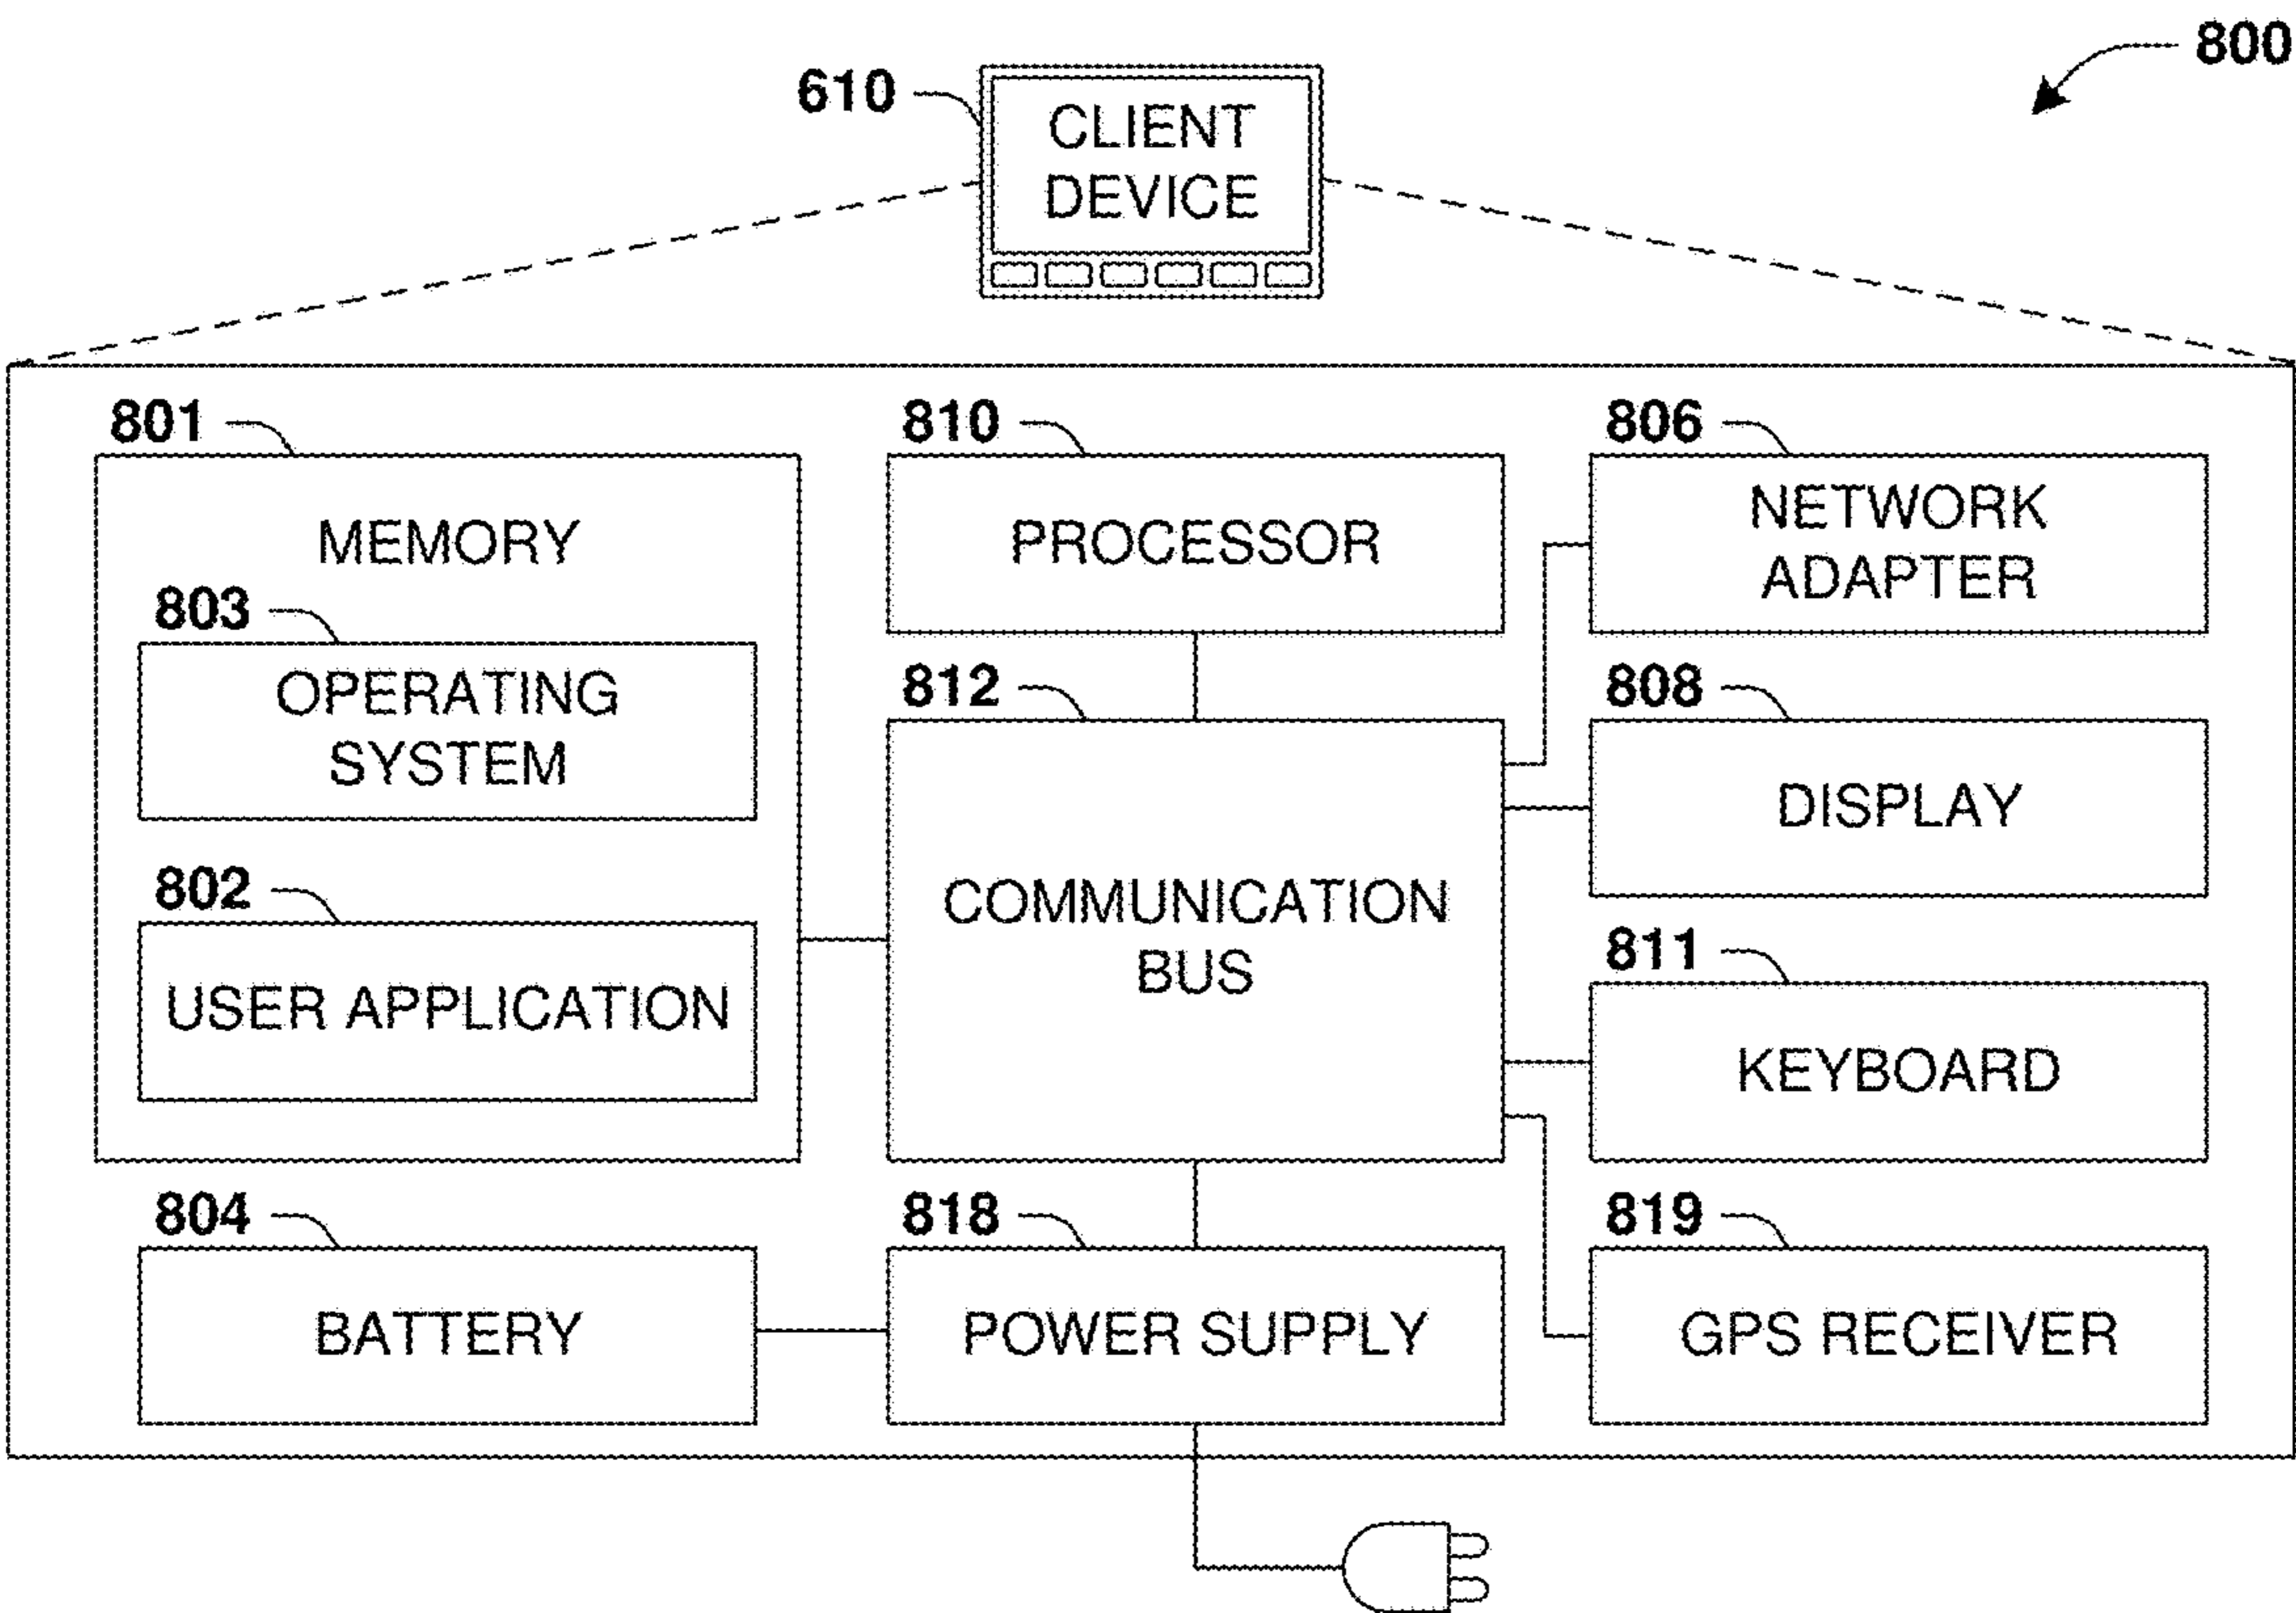 800
610
CLIENT
DEVICE
801
MEMORY
803
OPERATING
SYSTEM
802
USER APPLICATION
804
BATTERY
810
PROCESSOR
812
COMMUNICATION
BUS
818
POWER SUPPLY
806
NETWORK
ADAPTER
808
DISPLAY
811
KEYBOARD
819
GPS RECEIVER